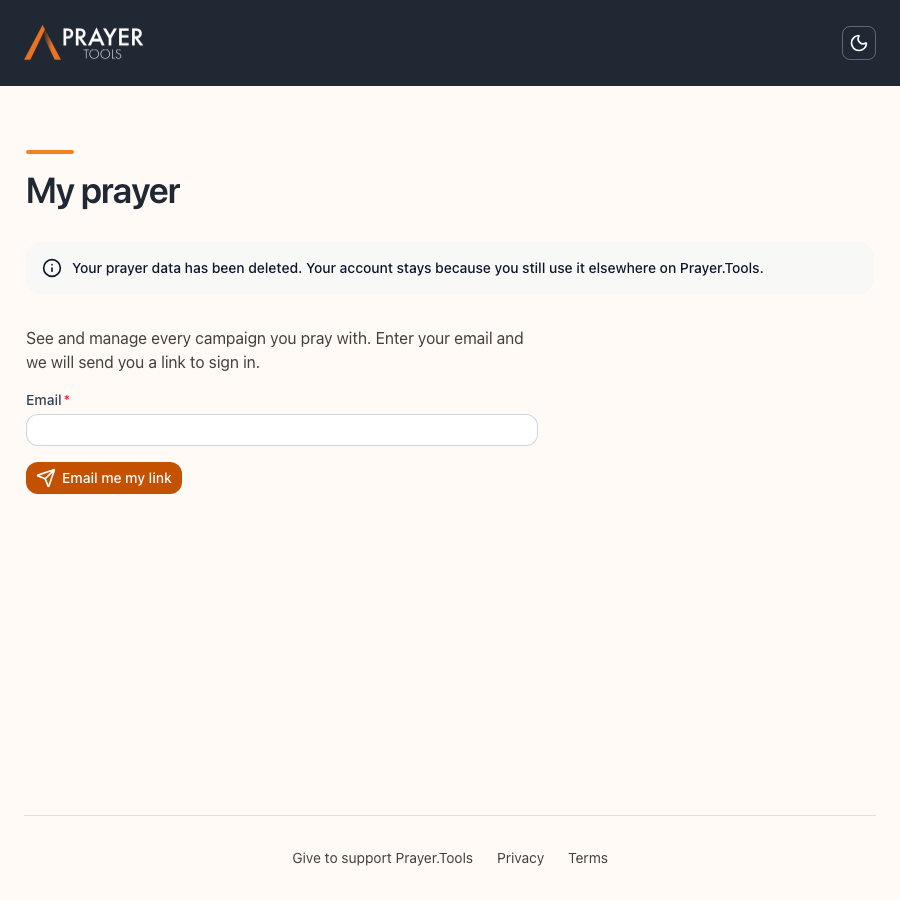 PRAYER
TOOLS
My prayer
Your prayer data has been deleted. Your account stays because you still use it elsewhere on Prayer.Tools.
See and manage every campaign you pray with. Enter your email and
we will send you a link to sign in.
Email *
Email me my link
Give to support Prayer.Tools Privacy Terms